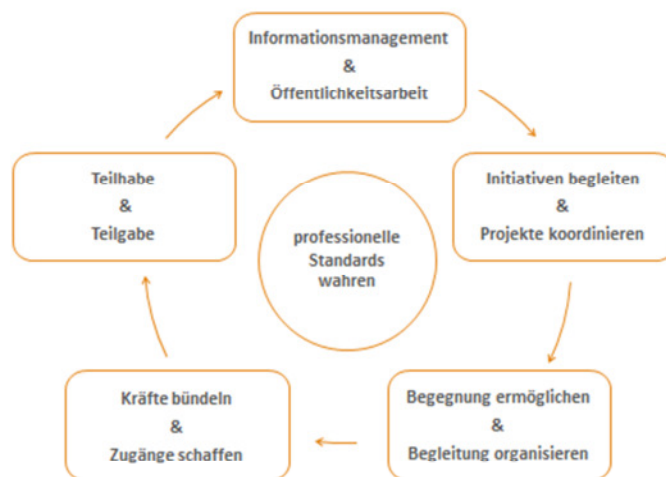 Informationsmanagement
&
Öffentlichkeitsarbeit
Initiativen begleiten
&
Projekte koordinieren
Begegnung ermöglichen
&
Begleitung organisieren
Kräfte bündeln
&
Zugänge schaffen
Teilhabe
&
Teilgabe
professionelle
Standards
wahren